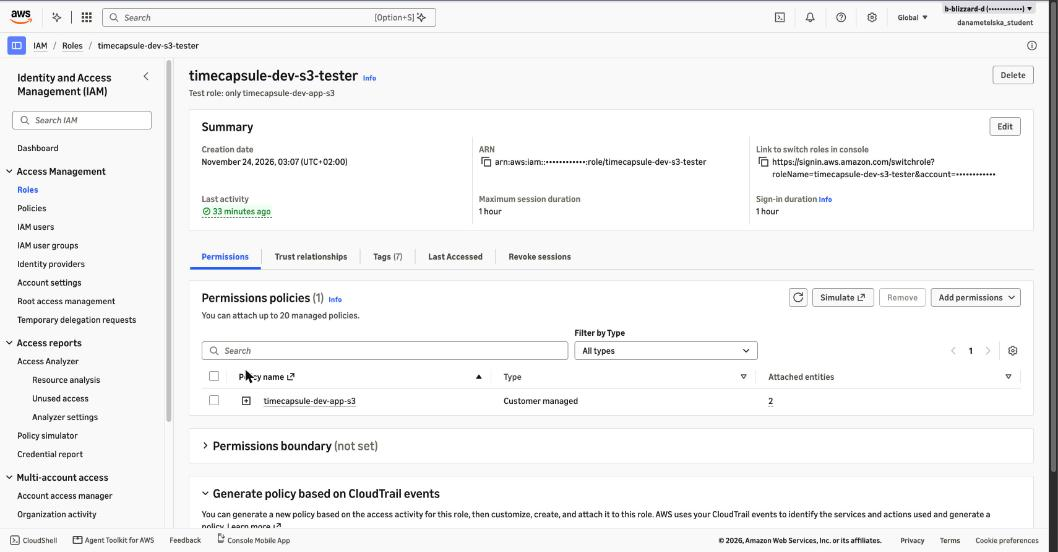 aws
Search
[Option+S]
Global
b-blizzard-d (••••••••••••)
danametelska_student
IAM / Roles / timecapsule-dev-s3-tester
Identity and Access Management (IAM)
Search IAM
Dashboard
Access Management
Roles
Policies
IAM users
IAM user groups
Identity providers
Account settings
Root access management
Temporary delegation requests
Access reports
Access Analyzer
Resource analysis
Unused access
Analyzer settings
Policy simulator
Credential report
Multi-account access
Account access manager
Organization activity
timecapsule-dev-s3-tester Info
Delete
Test role: only timecapsule-dev-app-s3
Summary
Edit
Creation date
November 24, 2026, 03:07 (UTC+02:00)
ARN
arn:aws:iam::••••••••••••:role/timecapsule-dev-s3-tester
Link to switch roles in console
https://signin.aws.amazon.com/switchrole?
roleName=timecapsule-dev-s3-tester&account=••••••••••••
Last activity
33 minutes ago
Maximum session duration
1 hour
Sign-in duration Info
1 hour
Permissions
Trust relationships
Tags (7)
Last Accessed
Revoke sessions
Permissions policies (1) Info
Simulate
Remove
Add permissions
You can attach up to 20 managed policies.
Filter by Type
Search
All types
1
Policy name
Type
Attached entities
timecapsule-dev-app-s3
Customer managed
2
Permissions boundary (not set)
Generate policy based on CloudTrail events
You can generate a new policy based on the access activity for this role, then customize, create, and attach it to this role. AWS uses your CloudTrail events to identify the services and actions used and generate a
policy. Learn more
CloudShell
Agent Toolkit for AWS
Feedback
Console Mobile App
© 2026, Amazon Web Services, Inc. or its affiliates.
Privacy
Terms
Cookie preferences